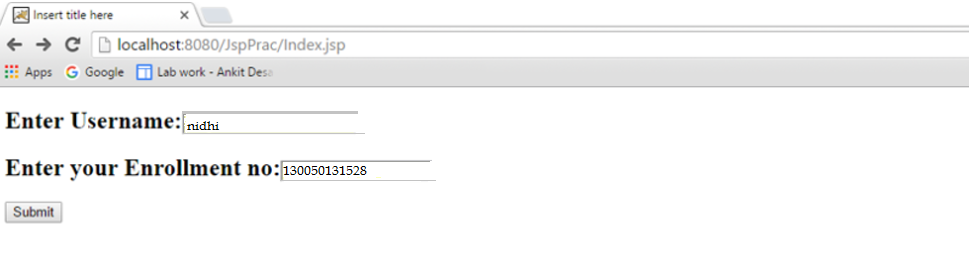 Insert title here
localhost:8080/JspPrac/Index.jsp
Apps Google Lab work - Ankit Desa
Enter Username: nidhi
Enter your Enrollment no: 130050131528
Submit